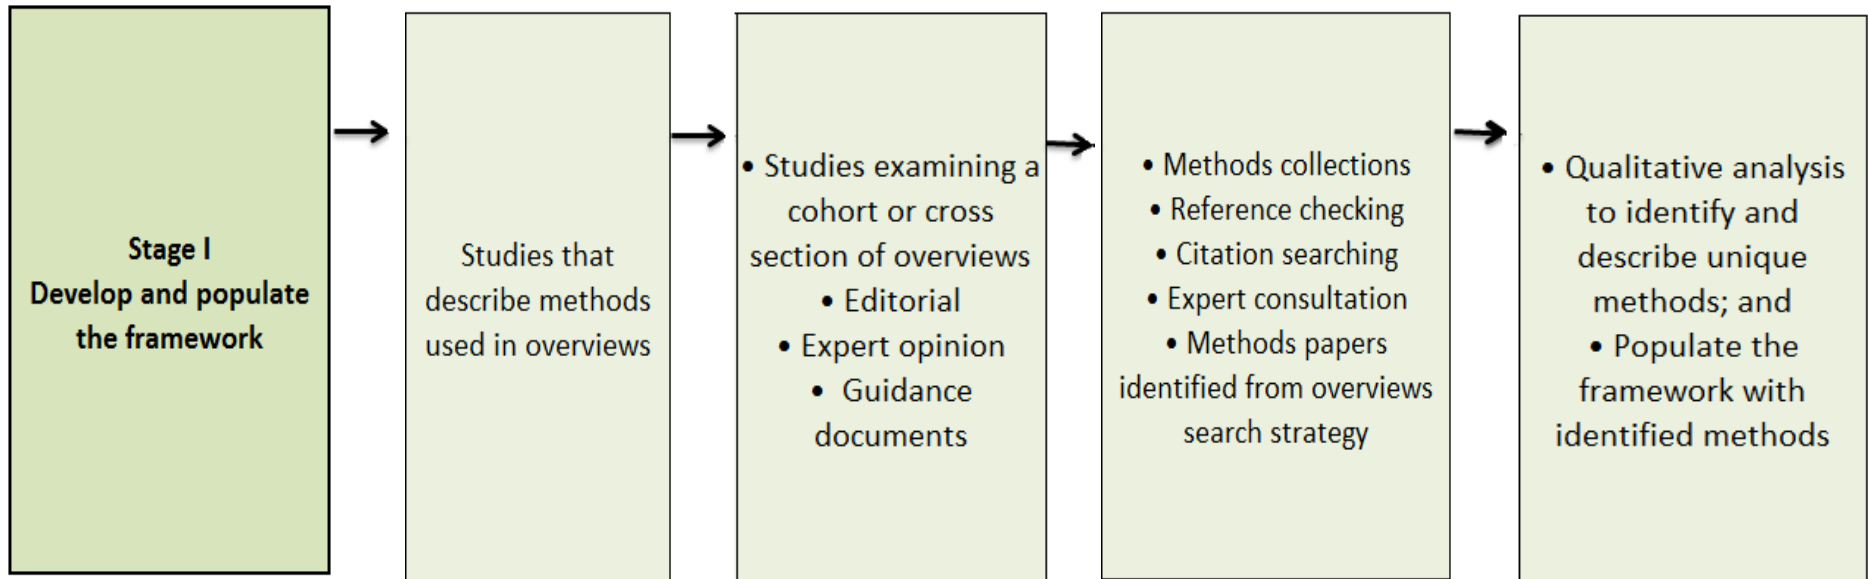 Stage I
Develop and populate
the framework
Studies that
describe methods
used in overviews
• Studies examining a
cohort or cross
section of overviews
• Editorial
• Expert opinion
• Guidance
documents
• Methods collections
• Reference checking
• Citation searching
• Expert consultation
• Methods papers
identified from overviews
search strategy
• Qualitative analysis
to identify and
describe unique
methods; and
• Populate the
framework with
identified methods